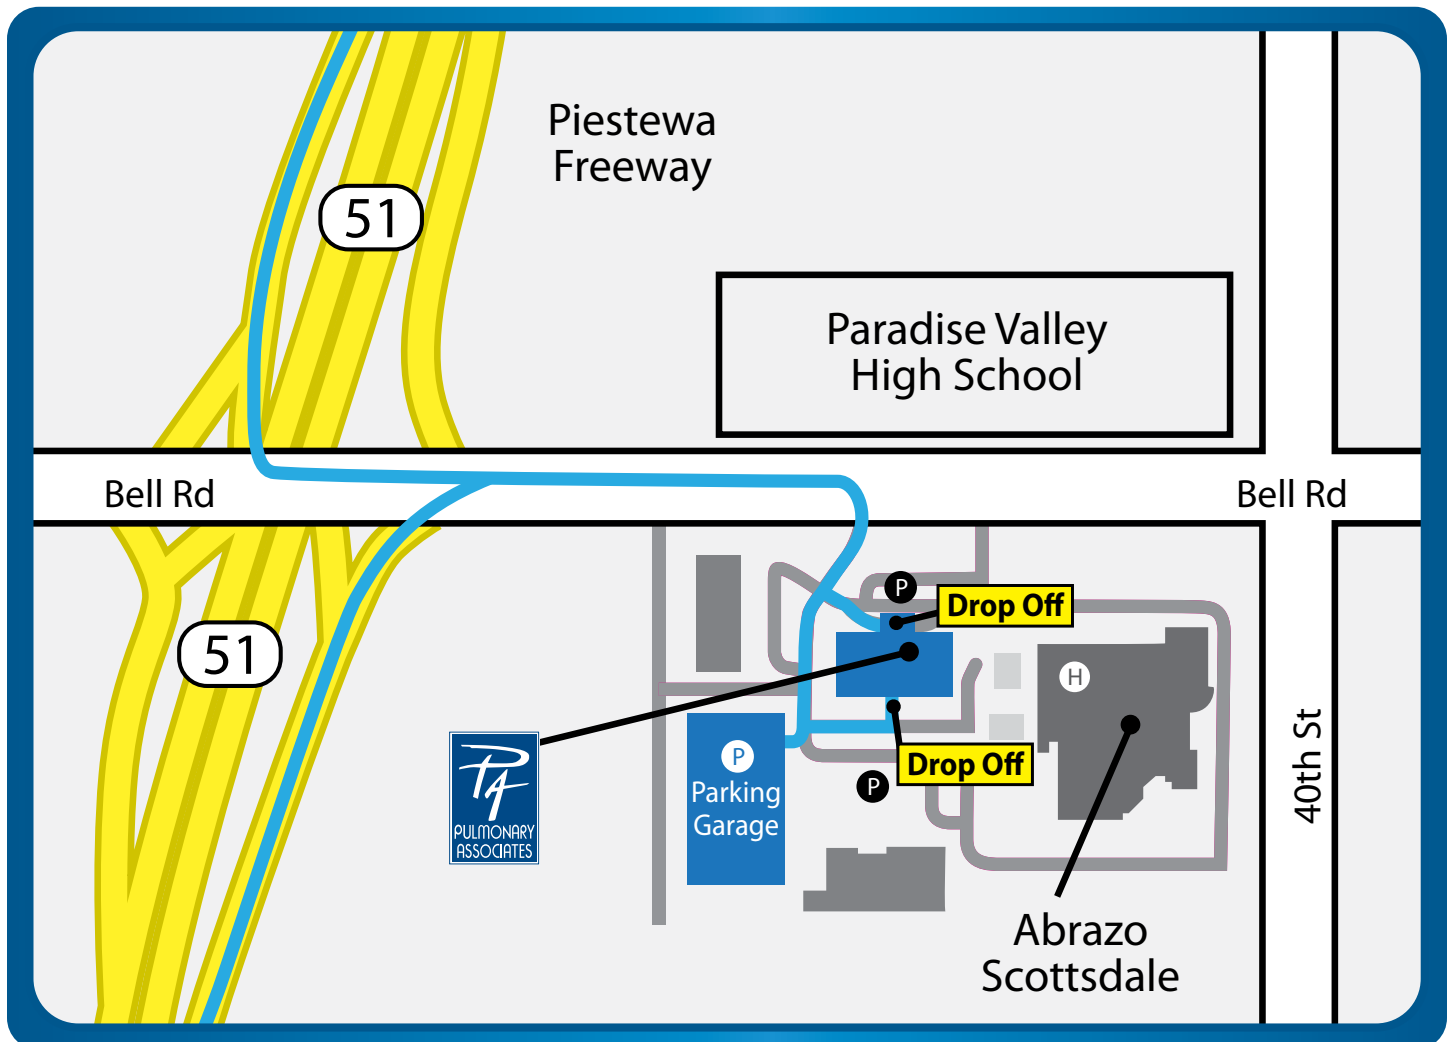 Piestewa
Freeway
51
Paradise Valley
High School
Bell Rd
Bell Rd
P
Drop Off
51
H
40th St
P
Parking
Garage
Drop Off
P
PA
PULMONARY
ASSOCIATES
Abrazo
Scottsdale